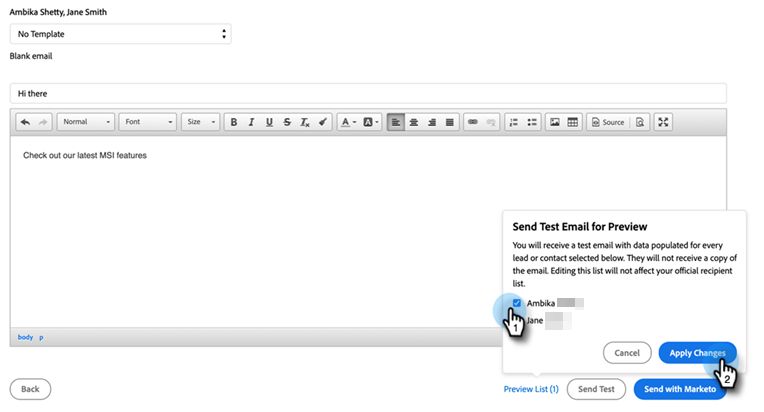 Ambika Shetty, Jane Smith
No Template
Blank email
Hi there
Normal Font Size B I U S Tx A A Source
Check out our latest MSI features
Send Test Email for Preview
You will receive a test email with data populated for every
lead or contact selected below. They will not receive a copy of
the email. Editing this list will not affect your official recipient
list.
Ambika
1
Jane
body p
Cancel Apply Changes
2
Back Preview List (1) Send Test Send with Marketo